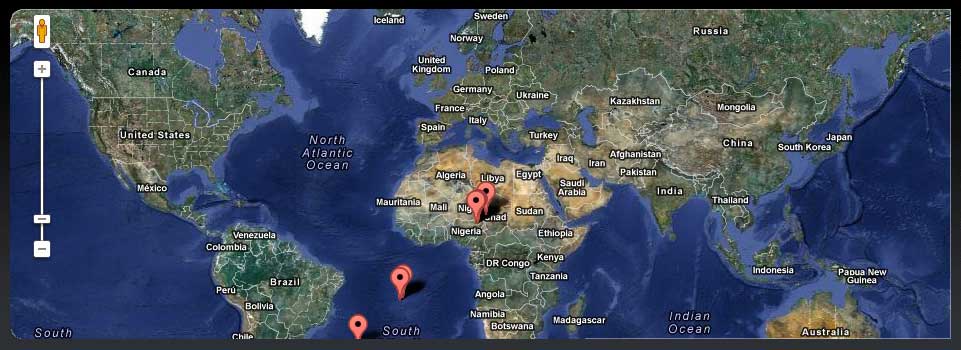 Iceland
Sweden
Russia
Norway
Canada
United
Kingdom
Poland
Germany
Ukraine
Kazakhstan
Mongolia
France
Italy
Spain
United States
Turkey
North
Atlantic
Ocean
Japan
China
South Korea
Iraq
Iran
Afghanistan
Pakistan
Algeria
Libya
Egypt
Saudi
Arabia
India
México
Thailand
Mauritania
Mali
Nig
had
Sudan
Nigeria
Ethiopia
Venezuela
Colombia
Kenya
DR Congo
Indonesia
Papua New
Guinea
Tanzania
Perú
Brazil
Angola
Bolivia
Namibia
Madagascar
Botswana
Indian
Ocean
South
Chile
South
Australia